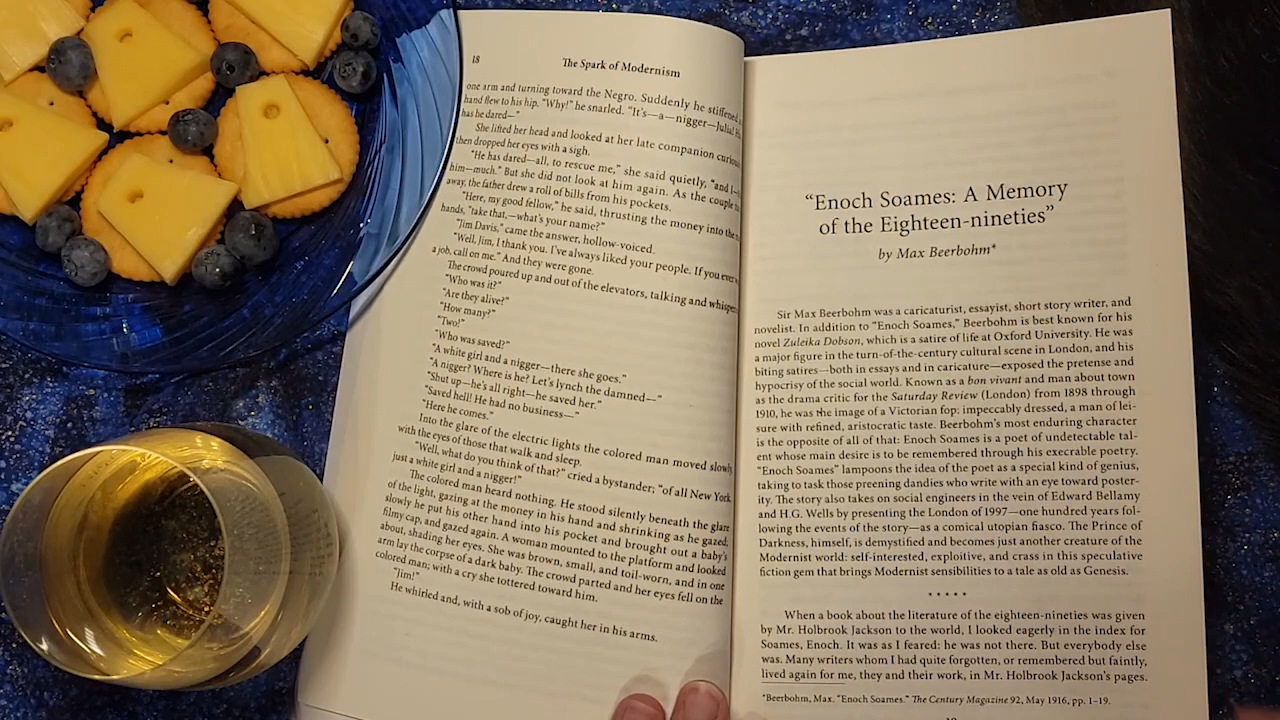 18
The Spark of Modernism
one arm and turning toward the Negro. Suddenly he stiffened
hand flew to his hip. "Why!" he snarled. "It's—a—nigger—Julia!
has he dared—"
She lifted her head and looked at her late companion
then dropped her eyes with a sigh.
"He has dared—all, to rescue me," she said quietly, "and
him—much." But she did not look at him again. As the couple
away, the father drew a roll of bills from his pockets.
"Here, my good fellow," he said, thrusting the money into the
hands, "take that,—what's your name?"
"Jim Davis," came the answer, hollow-voiced.
"Well, Jim, I thank you. I've always liked your people. If you ever
a job, call on me." And they were gone.
The crowd poured up and out of the elevators, talking and
"Who was it?"
"Are they alive?"
"How many?"
"Two!"
"Who was saved?"
"A white girl and a nigger—there she goes."
"A nigger? Where is he? Let's lynch the damned—"
"Shut up—he's all right—he saved her."
"Saved hell! He had no business—"
"Here he comes."
Into the glare of the electric lights the colored man moved slowly,
with the eyes of those that walk and sleep.
"Well, what do you think of that?" cried a bystander; "of all New York,
just a white girl and a nigger!"
The colored man heard nothing. He stood silently beneath the glare
of the light, gazing at the money in his hand and shrinking as he gazed;
slowly he put his other hand into his pocket and brought out a baby's
filmy cap, and gazed again. A woman mounted to the platform and looked
about, shading her eyes. She was brown, small, and toil-worn, and in one
arm lay the corpse of a dark baby. The crowd parted and her eyes fell on the
colored man; with a cry she tottered toward him.
"Jim!"
He whirled and, with a sob of joy, caught her in his arms.
"Enoch Soames: A Memory
of the Eighteen-nineties"
by Max Beerbohm*
Sir Max Beerbohm was a caricaturist, essayist, short story writer, and
novelist. In addition to "Enoch Soames," Beerbohm is best known for his
novel Zuleika Dobson, which is a satire of life at Oxford University. He was
a major figure in the turn-of-the-century cultural scene in London, and his
biting satires—both in essays and in caricature—exposed the pretense and
hypocrisy of the social world. Known as a bon vivant and man about town
as the drama critic for the Saturday Review (London) from 1898 through
1910, he was the image of a Victorian fop: impeccably dressed, a man of lei-
sure with refined, aristocratic taste. Beerbohm's most enduring character
is the opposite of all of that: Enoch Soames is a poet of undetectable tal-
ent whose main desire is to be remembered through his execrable poetry.
"Enoch Soames" lampoons the idea of the poet as a special kind of genius,
taking to task those preening dandies who write with an eye toward poster-
ity. The story also takes on social engineers in the vein of Edward Bellamy
and H.G. Wells by presenting the London of 1997—one hundred years fol-
lowing the events of the story—as a comical utopian fiasco. The Prince of
Darkness, himself, is demystified and becomes just another creature of the
Modernist world: self-interested, exploitive, and crass in this speculative
fiction gem that brings Modernist sensibilities to a tale as old as Genesis.
* * * * *
When a book about the literature of the eighteen-nineties was given
by Mr. Holbrook Jackson to the world, I looked eagerly in the index for
Soames, Enoch. It was as I feared: he was not there. But everybody else
was. Many writers whom I had quite forgotten, or remembered but faintly,
lived again for me, they and their work, in Mr. Holbrook Jackson's pages.
*Beerbohm, Max. "Enoch Soames." The Century Magazine 92, May 1916, pp. 1–19.